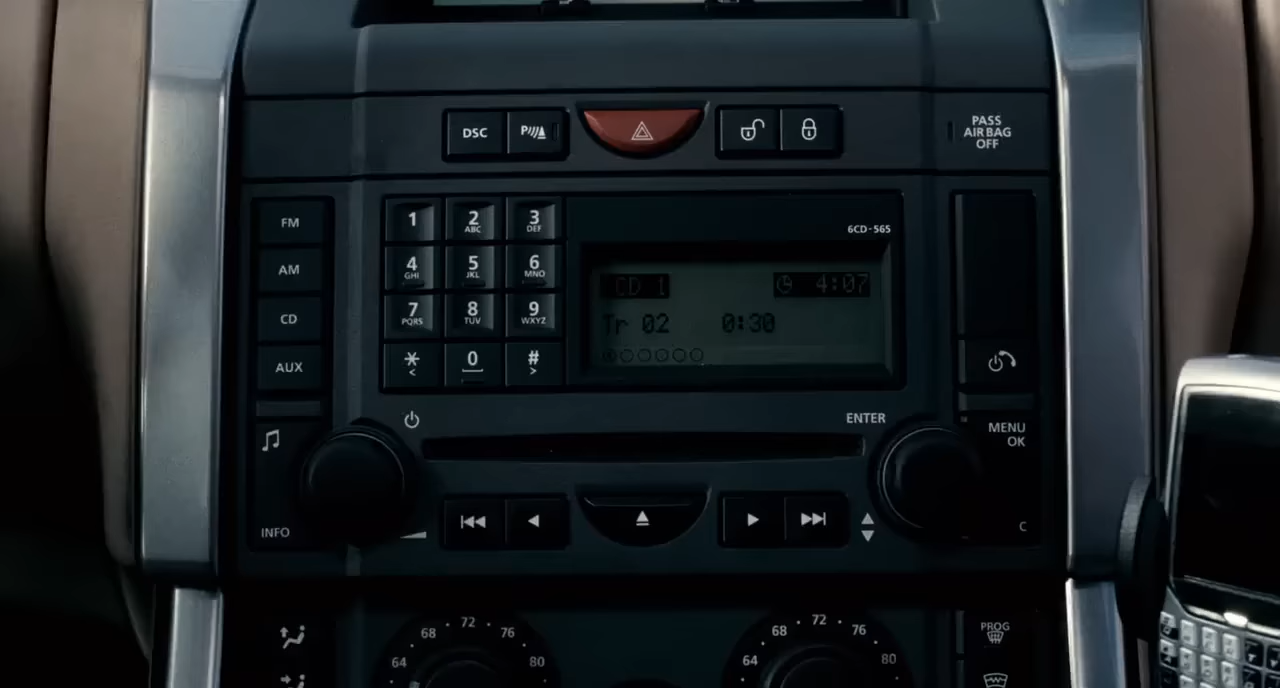 DSC
P
PASS
AIR BAG
OFF
FM
AM
CD
AUX
1
2
ABC
3
DEF
4
GHI
5
JKL
6
MNO
7
PQRS
8
TUV
9
WXYZ
*
<
0
#
>
6CD-565
CD 1 4:07
Tr 02 0:30
ENTER
MENU
OK
INFO
C
64 68 72 76 80
64 68 72 76 80
PROG